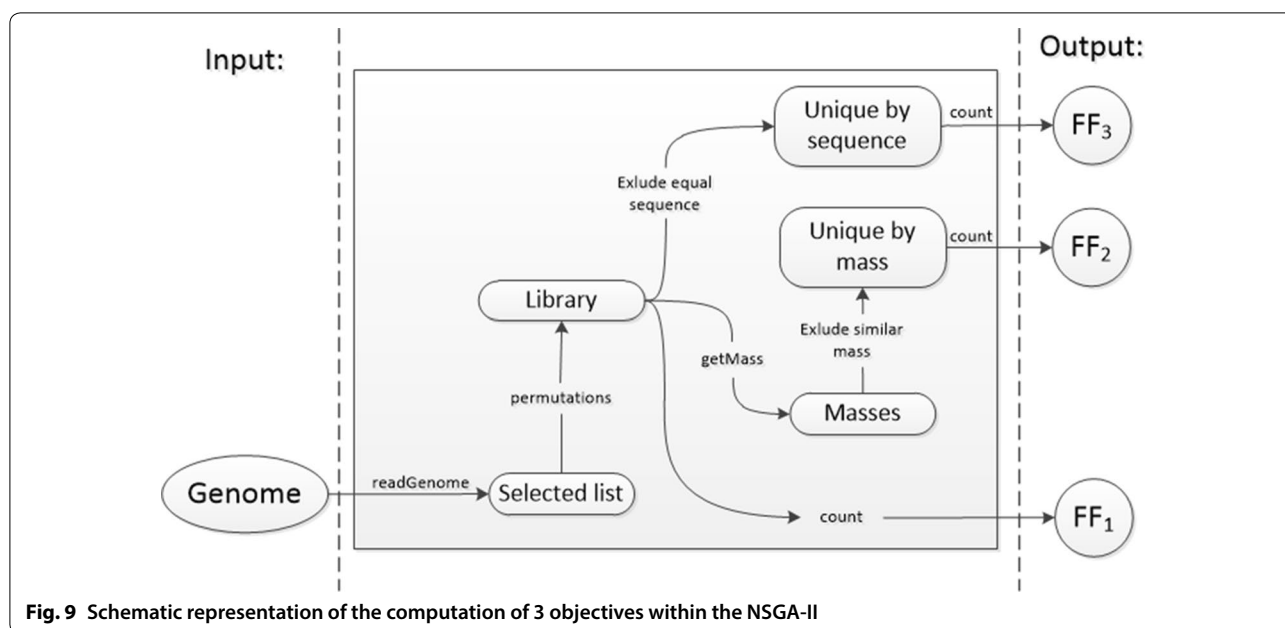 Input:
Output:
Unique by
sequence
count
FF3
Exlude equal
sequence
Unique by
mass
count
FF2
Library
Exlude similar
mass
getMass
permutations
Masses
Genome
readGenome
Selected list
count
FF1
Fig. 9 Schematic representation of the computation of 3 objectives within the NSGA-II